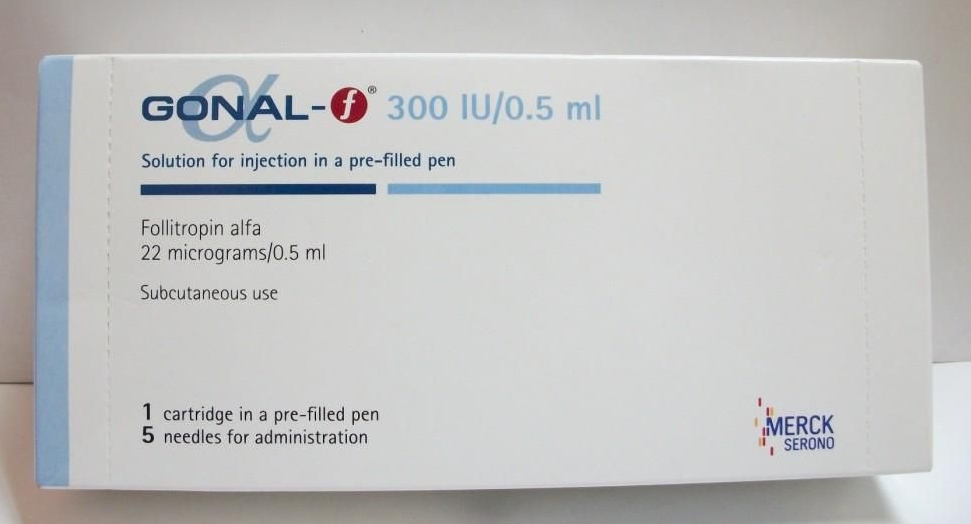 GONAL-f® 300 IU/0.5 ml
Solution for injection in a pre-filled pen
Follitropin alfa
22 micrograms/0.5 ml
Subcutaneous use
1 cartridge in a pre-filled pen
5 needles for administration
MERCK
SERONO